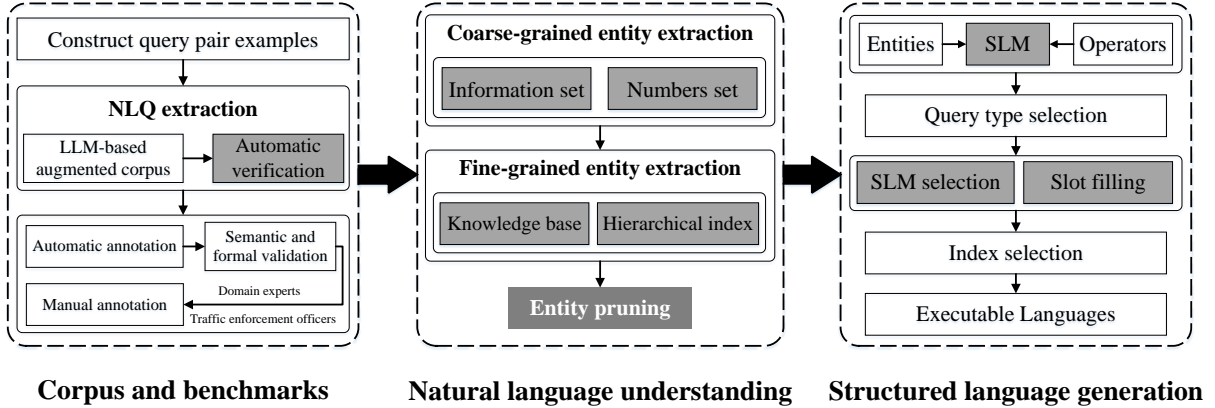 Construct query pair examples
NLQ extraction
LLM-based
augmented corpus
Automatic
verification
Automatic annotation
Semantic and
formal validation
Manual annotation
Domain experts
Traffic enforcement officers
Corpus and benchmarks
Coarse-grained entity extraction
Information set
Numbers set
Fine-grained entity extraction
Knowledge base
Hierarchical index
Entity pruning
Natural language understanding
Entities
SLM
Operators
Query type selection
SLM selection
Slot filling
Index selection
Executable Languages
Structured language generation